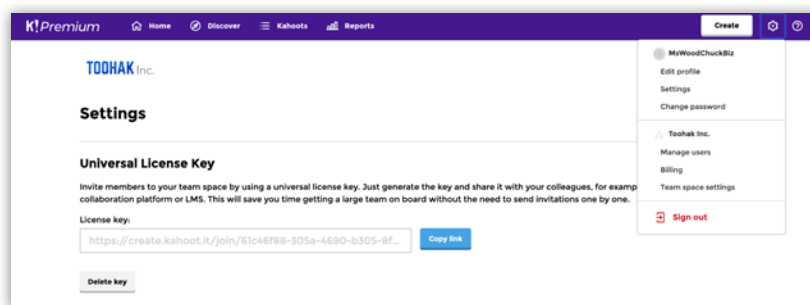 K!Premium Home Discover Kahoots Reports Create
TOOHAK Inc.
Settings
Universal License Key
Invite members to your team space by using a universal license key. Just generate the key and share it with your colleagues, for examp
collaboration platform or LMS. This will save you time getting a large team on board without the need to send invitations one by one.
License key:
https://create.kahoot.it/join/61c46f88-305a-4690-b305-8f...
Copy link
Delete key
MsWoodChuckBiz
Edit profile
Settings
Change password
Toohak Inc.
Manage users
Billing
Team space settings
Sign out